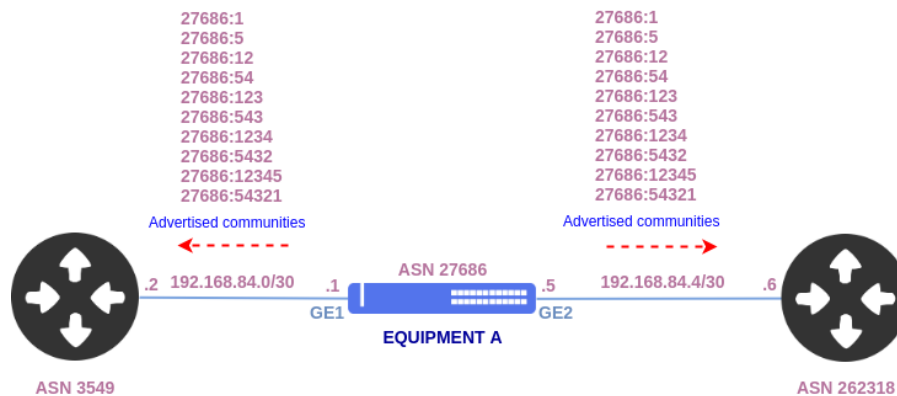 27686:1
27686:5
27686:12
27686:54
27686:123
27686:543
27686:1234
27686:5432
27686:12345
27686:54321
Advertised communities
27686:1
27686:5
27686:12
27686:54
27686:123
27686:543
27686:1234
27686:5432
27686:12345
27686:54321
Advertised communities
.2 192.168.84.0/30 .1
ASN 27686
.5 192.168.84.4/30 .6
GE1
GE2
EQUIPMENT A
ASN 3549
ASN 262318